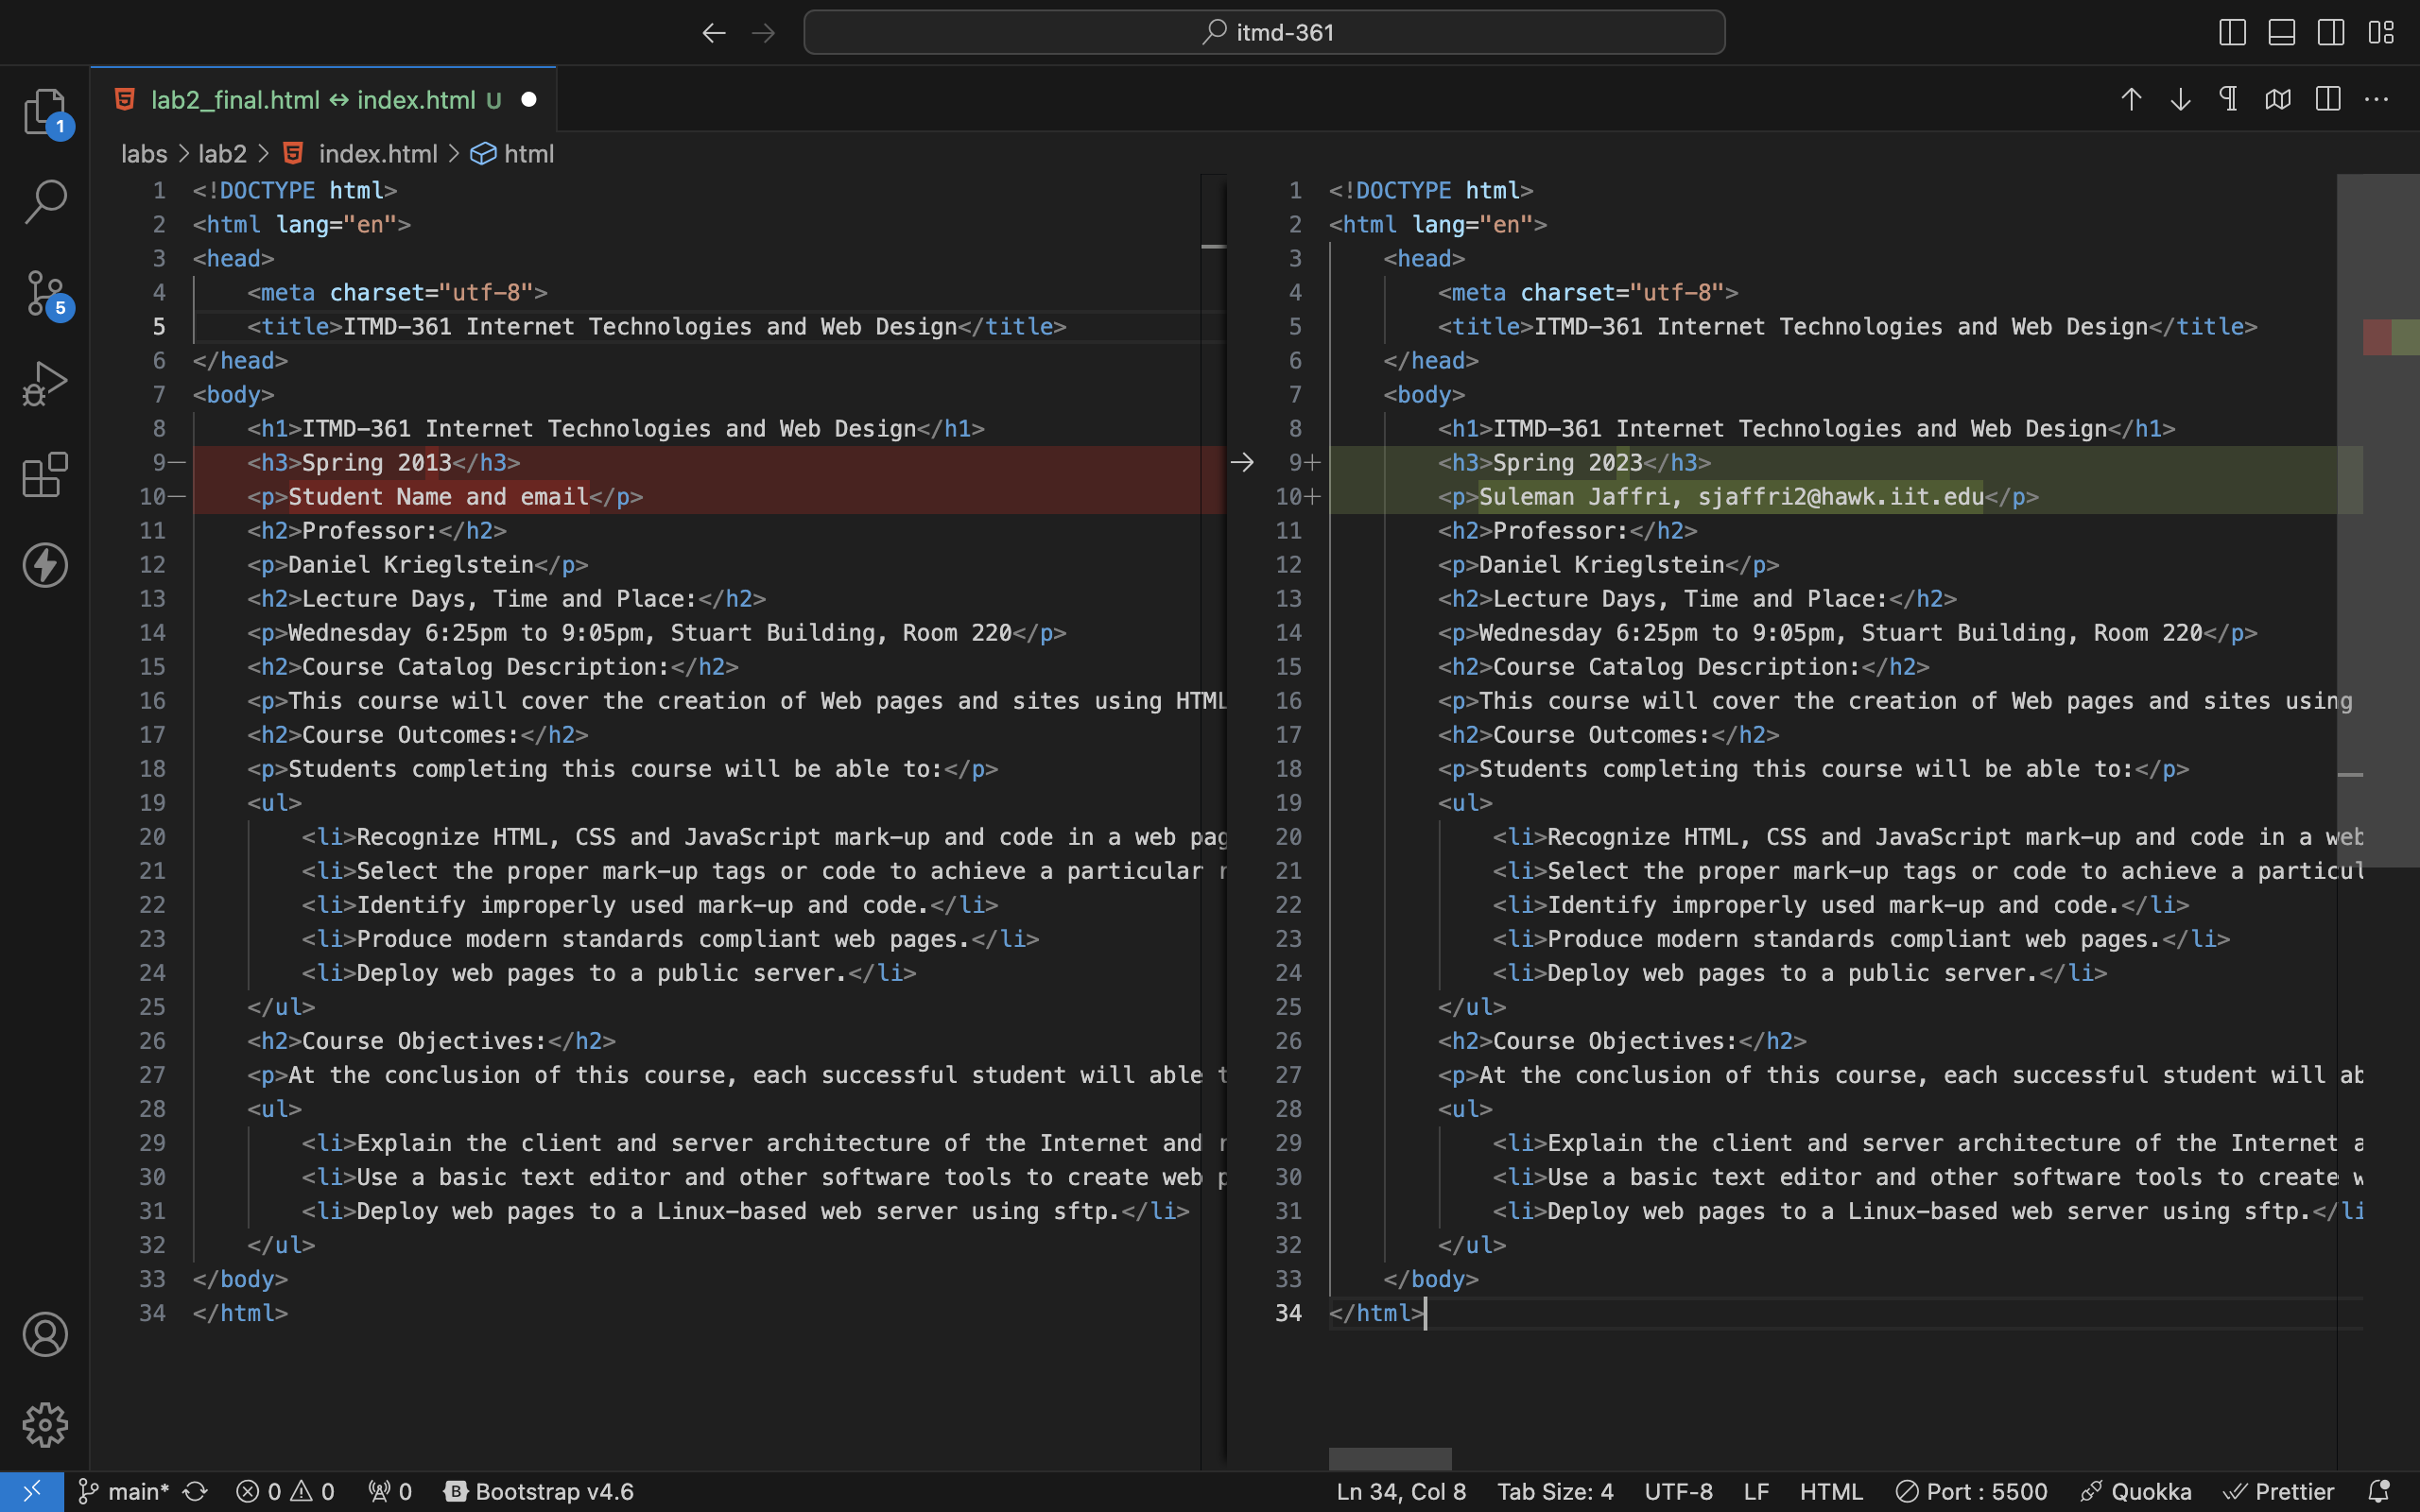 itmd-361
lab2_final.html ↔ index.html U
1
labs > lab2 > index.html > html
5
1 <!DOCTYPE html>
2 <html lang="en">
3 <head>
4     <meta charset="utf-8">
5     <title>ITMD-361 Internet Technologies and Web Design</title>
6 </head>
7 <body>
8     <h1>ITMD-361 Internet Technologies and Web Design</h1>
9—     <h3>Spring 2013</h3>
10—     <p>Student Name and email</p>
11     <h2>Professor:</h2>
12     <p>Daniel Krieglstein</p>
13     <h2>Lecture Days, Time and Place:</h2>
14     <p>Wednesday 6:25pm to 9:05pm, Stuart Building, Room 220</p>
15     <h2>Course Catalog Description:</h2>
16     <p>This course will cover the creation of Web pages and sites using HTML
17     <h2>Course Outcomes:</h2>
18     <p>Students completing this course will be able to:</p>
19     <ul>
20         <li>Recognize HTML, CSS and JavaScript mark-up and code in a web pag
21         <li>Select the proper mark-up tags or code to achieve a particular r
22         <li>Identify improperly used mark-up and code.</li>
23         <li>Produce modern standards compliant web pages.</li>
24         <li>Deploy web pages to a public server.</li>
25     </ul>
26     <h2>Course Objectives:</h2>
27     <p>At the conclusion of this course, each successful student will able t
28     <ul>
29         <li>Explain the client and server architecture of the Internet and r
30         <li>Use a basic text editor and other software tools to create web p
31         <li>Deploy web pages to a Linux-based web server using sftp.</li>
32     </ul>
33 </body>
34 </html>
1 <!DOCTYPE html>
2 <html lang="en">
3     <head>
4         <meta charset="utf-8">
5         <title>ITMD-361 Internet Technologies and Web Design</title>
6     </head>
7     <body>
8         <h1>ITMD-361 Internet Technologies and Web Design</h1>
9+         <h3>Spring 2023</h3>
10+         <p>Suleman Jaffri, sjaffri2@hawk.iit.edu</p>
11         <h2>Professor:</h2>
12         <p>Daniel Krieglstein</p>
13         <h2>Lecture Days, Time and Place:</h2>
14         <p>Wednesday 6:25pm to 9:05pm, Stuart Building, Room 220</p>
15         <h2>Course Catalog Description:</h2>
16         <p>This course will cover the creation of Web pages and sites using
17         <h2>Course Outcomes:</h2>
18         <p>Students completing this course will be able to:</p>
19         <ul>
20             <li>Recognize HTML, CSS and JavaScript mark-up and code in a web
21             <li>Select the proper mark-up tags or code to achieve a particul
22             <li>Identify improperly used mark-up and code.</li>
23             <li>Produce modern standards compliant web pages.</li>
24             <li>Deploy web pages to a public server.</li>
25         </ul>
26         <h2>Course Objectives:</h2>
27         <p>At the conclusion of this course, each successful student will ab
28         <ul>
29             <li>Explain the client and server architecture of the Internet a
30             <li>Use a basic text editor and other software tools to create w
31             <li>Deploy web pages to a Linux-based web server using sftp.</li
32         </ul>
33     </body>
34 </html>
main* 0 0 0 B Bootstrap v4.6 Ln 34, Col 8 Tab Size: 4 UTF-8 LF HTML Port : 5500 Quokka Prettier